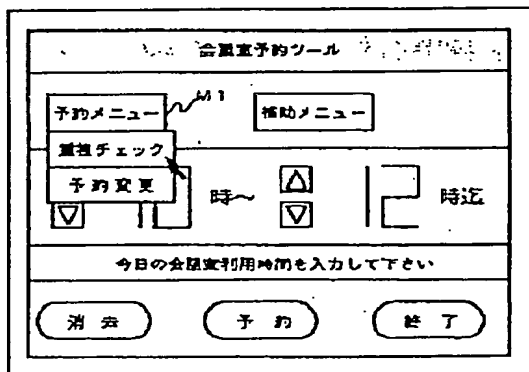 会議室予約ツール
予約メニュー M1 補助メニュー
重複チェック
予約変更
時〜 時迄
今日の会議室利用時間を入力して下さい
消去 予約 終了